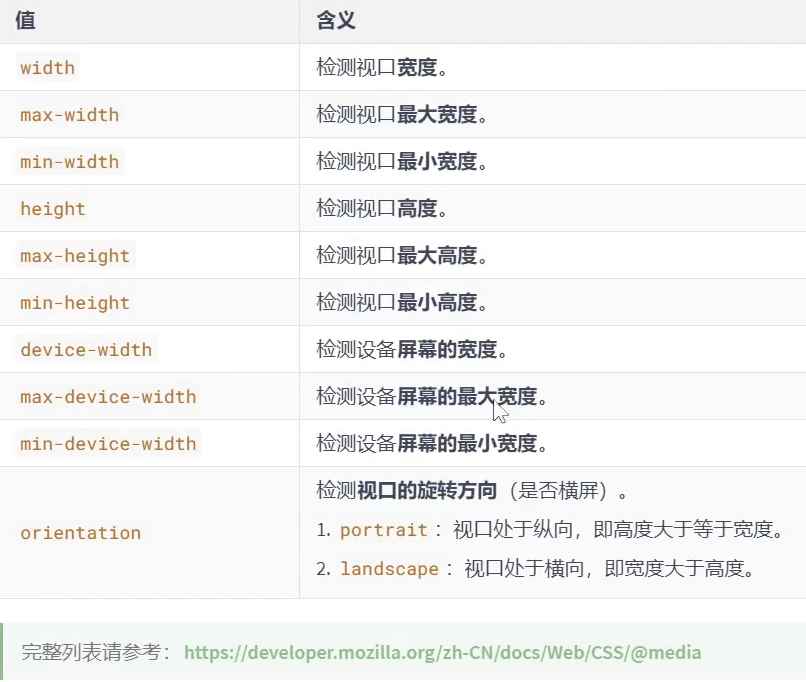 值 含义
width 检测视口宽度。
max-width 检测视口最大宽度。
min-width 检测视口最小宽度。
height 检测视口高度。
max-height 检测视口最大高度。
min-height 检测视口最小高度。
device-width 检测设备屏幕的宽度。
max-device-width 检测设备屏幕的最大宽度。
min-device-width 检测设备屏幕的最小宽度。
orientation 检测视口的旋转方向（是否横屏）。
1. portrait ：视口处于纵向，即高度大于等于宽度。
2. landscape ：视口处于横向，即宽度大于高度。
完整列表请参考：https://developer.mozilla.org/zh-CN/docs/Web/CSS/@media